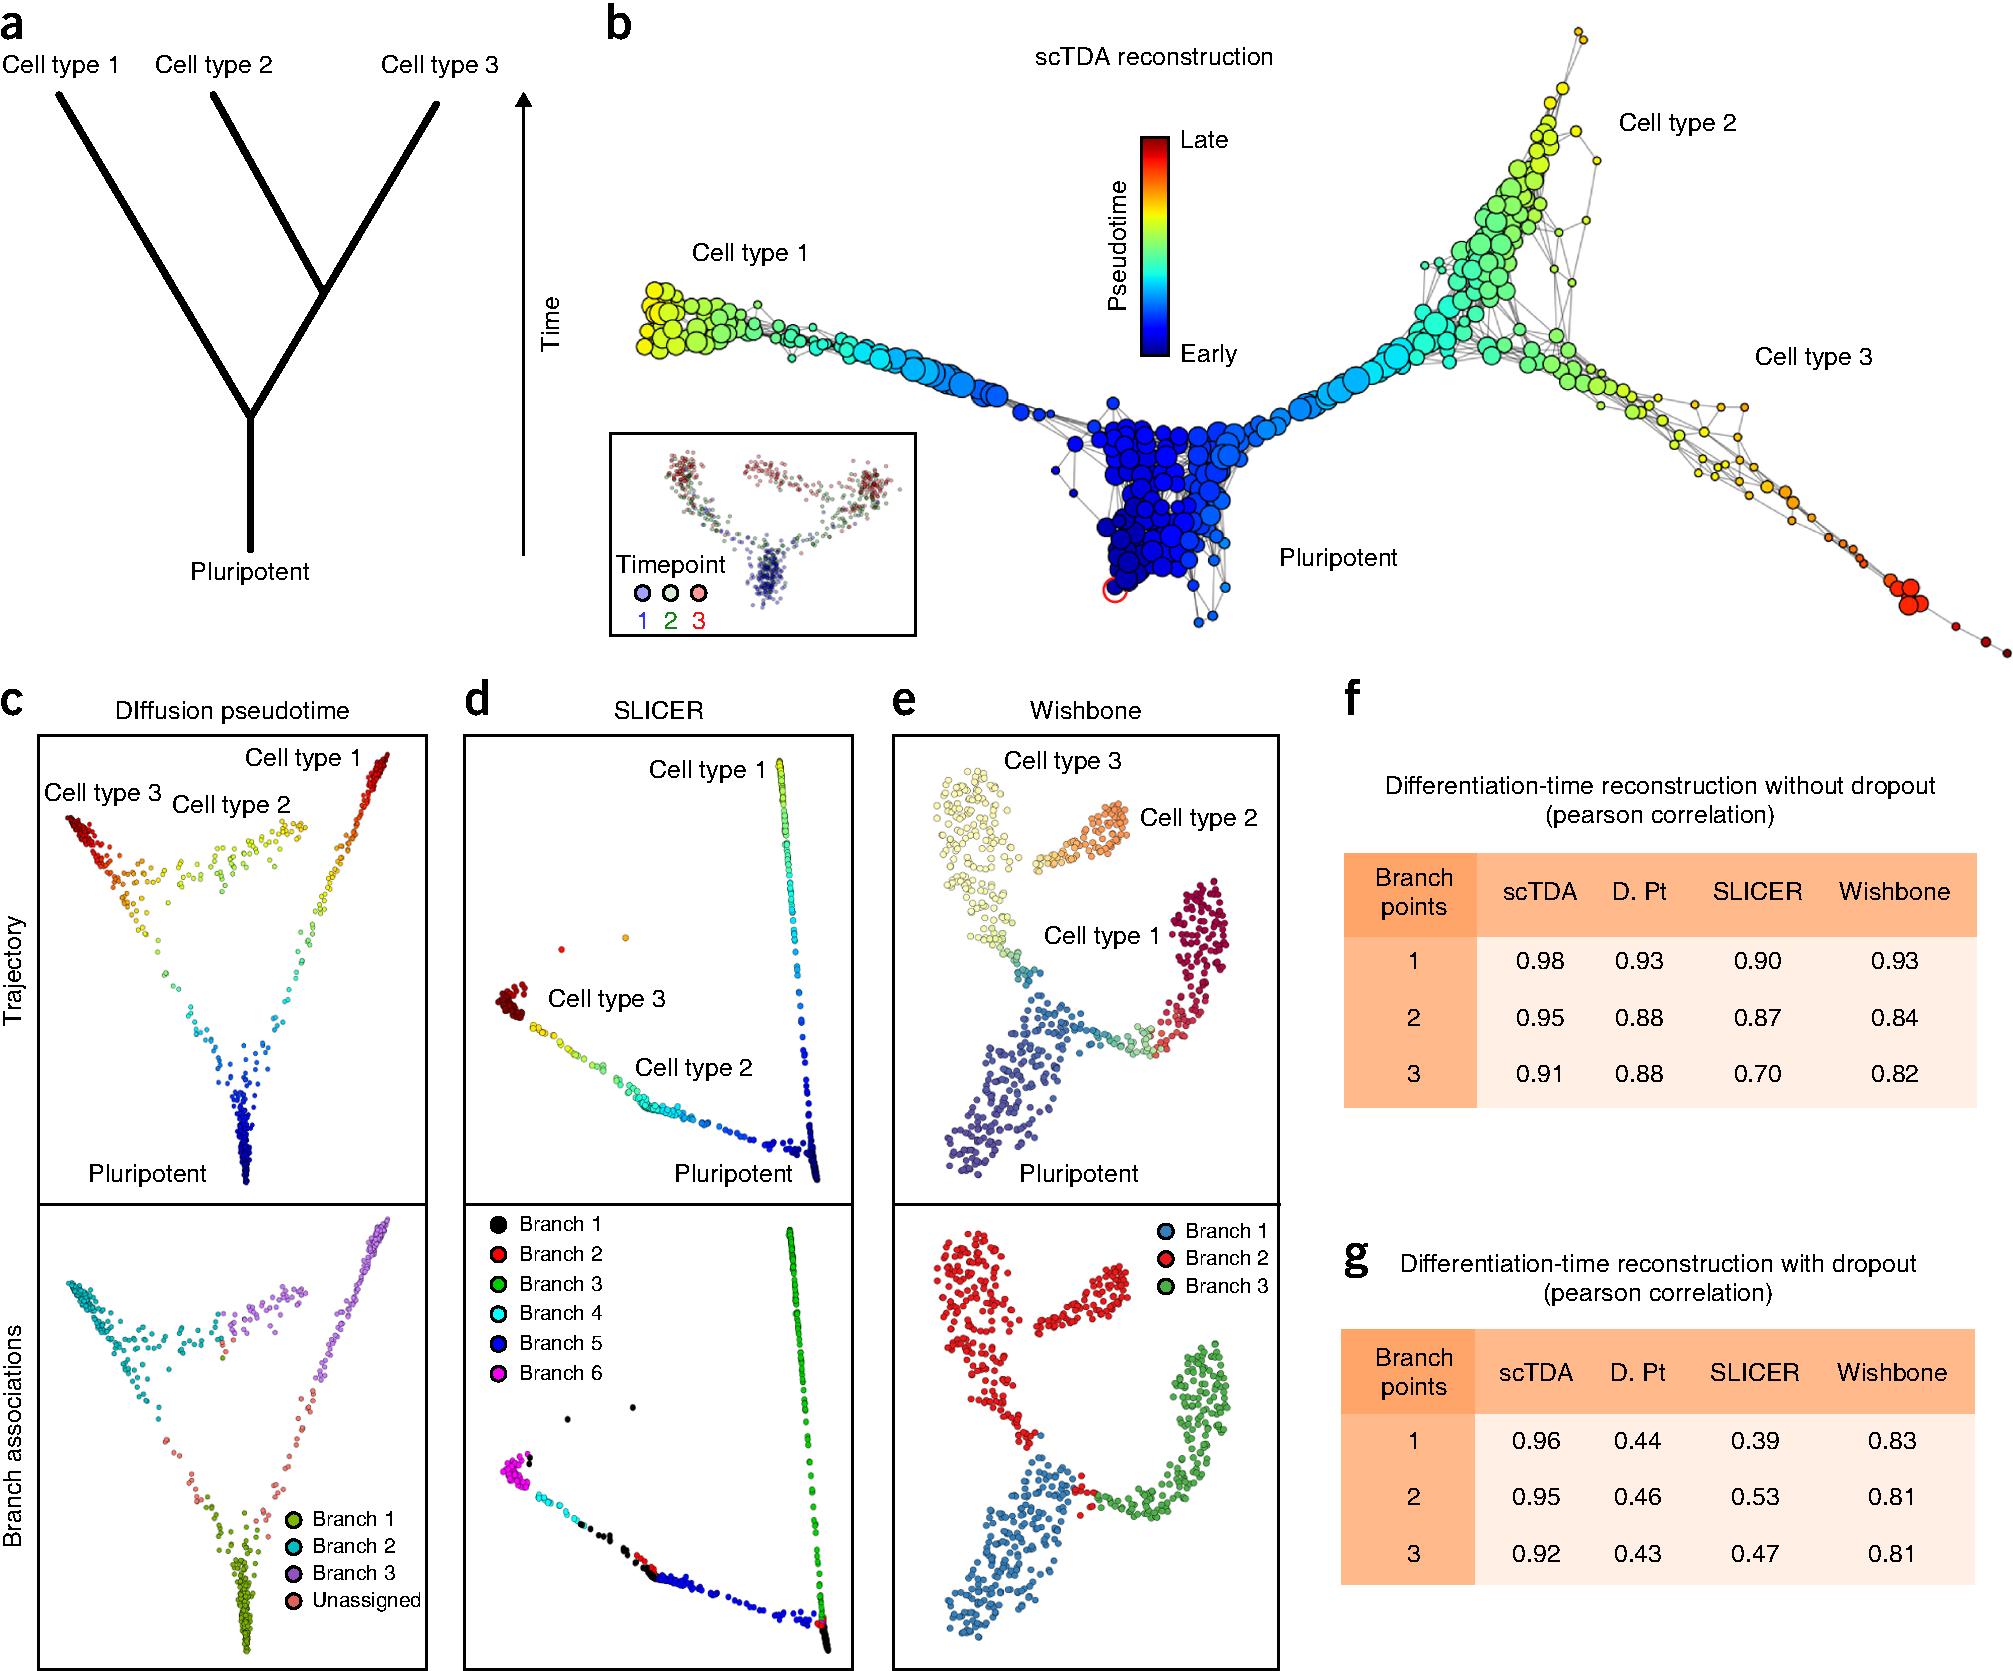 a
Cell type 1
Cell type 2
Cell type 3
Time
Pluripotent
b
scTDA reconstruction
Late
Pseudotime
Early
Cell type 1
Cell type 2
Cell type 3
Pluripotent
Timepoint
1 2 3
c
DIffusion pseudotime
Trajectory
Cell type 1
Cell type 3
Cell type 2
Pluripotent
Branch associations
Branch 1
Branch 2
Branch 3
Unassigned
d
SLICER
Cell type 1
Cell type 3
Cell type 2
Pluripotent
Branch 1
Branch 2
Branch 3
Branch 4
Branch 5
Branch 6
e
Wishbone
Cell type 3
Cell type 2
Cell type 1
Pluripotent
Branch 1
Branch 2
Branch 3
f
Differentiation-time reconstruction without dropout
(pearson correlation)
Branch points scTDA D. Pt SLICER Wishbone
1 0.98 0.93 0.90 0.93
2 0.95 0.88 0.87 0.84
3 0.91 0.88 0.70 0.82
g
Differentiation-time reconstruction with dropout
(pearson correlation)
Branch points scTDA D. Pt SLICER Wishbone
1 0.96 0.44 0.39 0.83
2 0.95 0.46 0.53 0.81
3 0.92 0.43 0.47 0.81